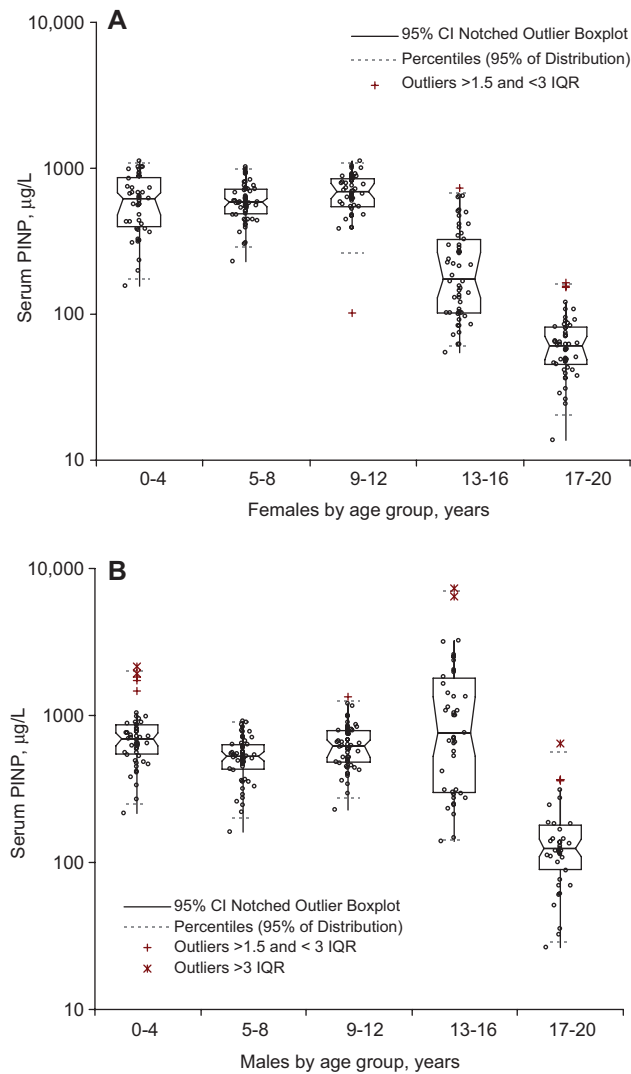 A
10,000
1000
100
10
Serum PINP, µg/L
95% CI Notched Outlier Boxplot
Percentiles (95% of Distribution)
Outliers >1.5 and <3 IQR
0-4 5-8 9-12 13-16 17-20
Females by age group, years
B
10,000
1000
100
10
Serum PINP, µg/L
95% CI Notched Outlier Boxplot
Percentiles (95% of Distribution)
Outliers >1.5 and < 3 IQR
Outliers >3 IQR
0-4 5-8 9-12 13-16 17-20
Males by age group, years